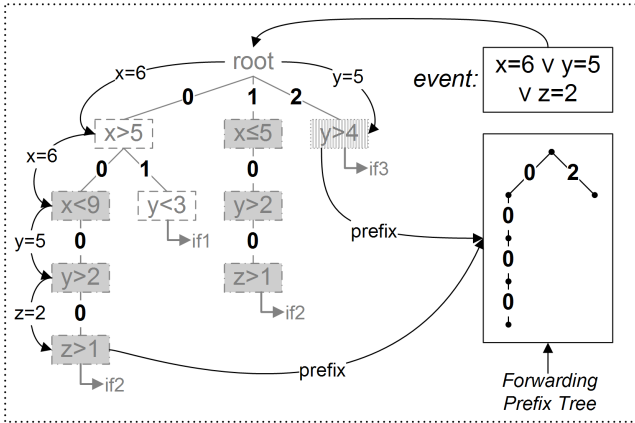 root
x=6
y=5
event:
x=6 ∨ y=5
∨ z=2
0
1
2
x>5
x≤5
y>4
if3
x=6
0
1
0
0
2
x<9
y<3
y>2
if1
prefix
0
y=5
0
0
0
y>2
z>1
if2
z=2
0
0
z>1
if2
prefix
Forwarding
Prefix Tree